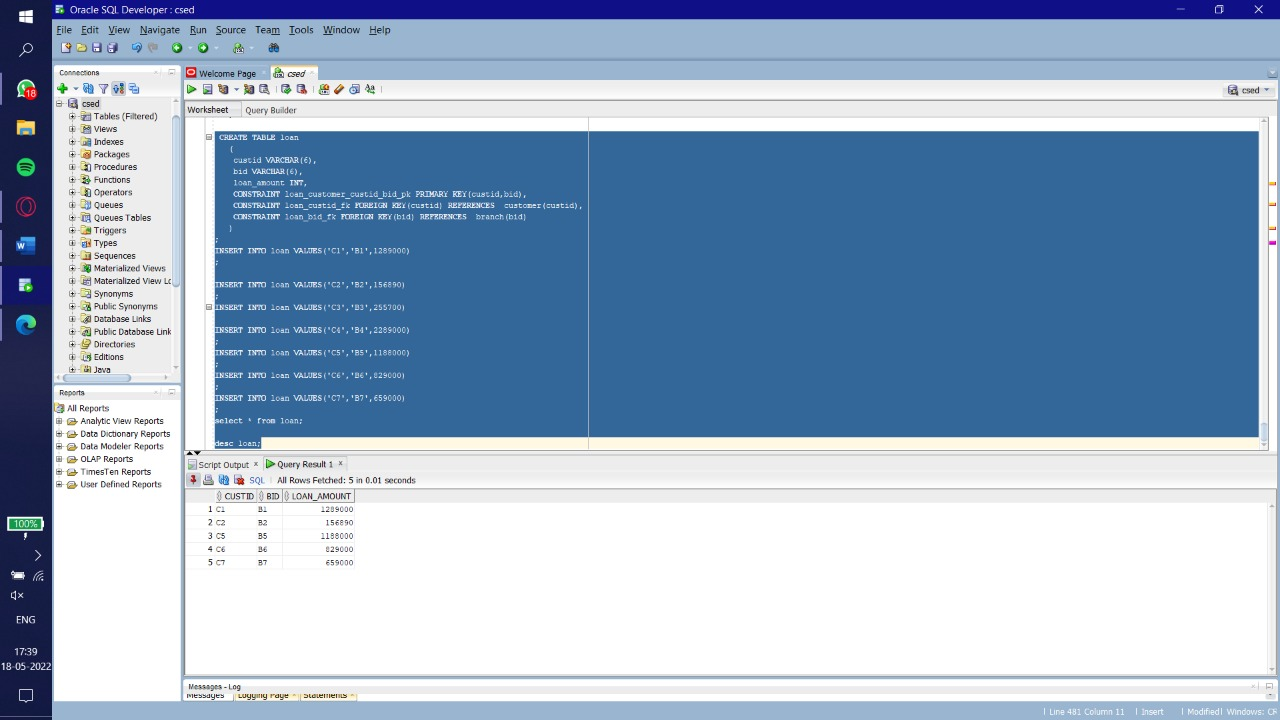 Oracle SQL Developer : csed
File Edit View Navigate Run Source Team Tools Window Help
Connections
Welcome Page
csed
csed
Worksheet Query Builder
csed
Tables (Filtered)
Views
Indexes
Packages
Procedures
Functions
Operators
Queues
Queues Tables
Triggers
Types
Sequences
Materialized Views
Materialized View Lo
Synonyms
Public Synonyms
Database Links
Public Database Link
Directories
Editions
Java
CREATE TABLE loan
(
custid VARCHAR(6),
bid VARCHAR(6),
loan_amount INT,
CONSTRAINT loan_customer_custid_bid_pk PRIMARY KEY(custid,bid),
CONSTRAINT loan_custid_fk FOREIGN KEY(custid) REFERENCES customer(custid),
CONSTRAINT loan_bid_fk FOREIGN KEY(bid) REFERENCES branch(bid)
)
;
INSERT INTO loan VALUES('C1','B1',1289000)
;
INSERT INTO loan VALUES('C2','B2',156890)
;
INSERT INTO loan VALUES('C3','B3',255700)
INSERT INTO loan VALUES('C4','B4',2289000)
;
INSERT INTO loan VALUES('C5','B5',1188000)
;
INSERT INTO loan VALUES('C6','B6',829000)
;
INSERT INTO loan VALUES('C7','B7',659000)
;
select * from loan;
desc loan;
Reports
All Reports
Analytic View Reports
Data Dictionary Reports
Data Modeler Reports
OLAP Reports
TimesTen Reports
User Defined Reports
Script Output × Query Result 1 ×
SQL | All Rows Fetched: 5 in 0.01 seconds
CUSTID BID LOAN_AMOUNT
1 C1 B1 1289000
2 C2 B2 156890
3 C5 B5 1188000
4 C6 B6 829000
5 C7 B7 659000
Messages - Log
Messages Logging Page Statements
Line 481 Column 11 | Insert | Modified | Windows: CR
18
100%
ENG
17:39
18-05-2022